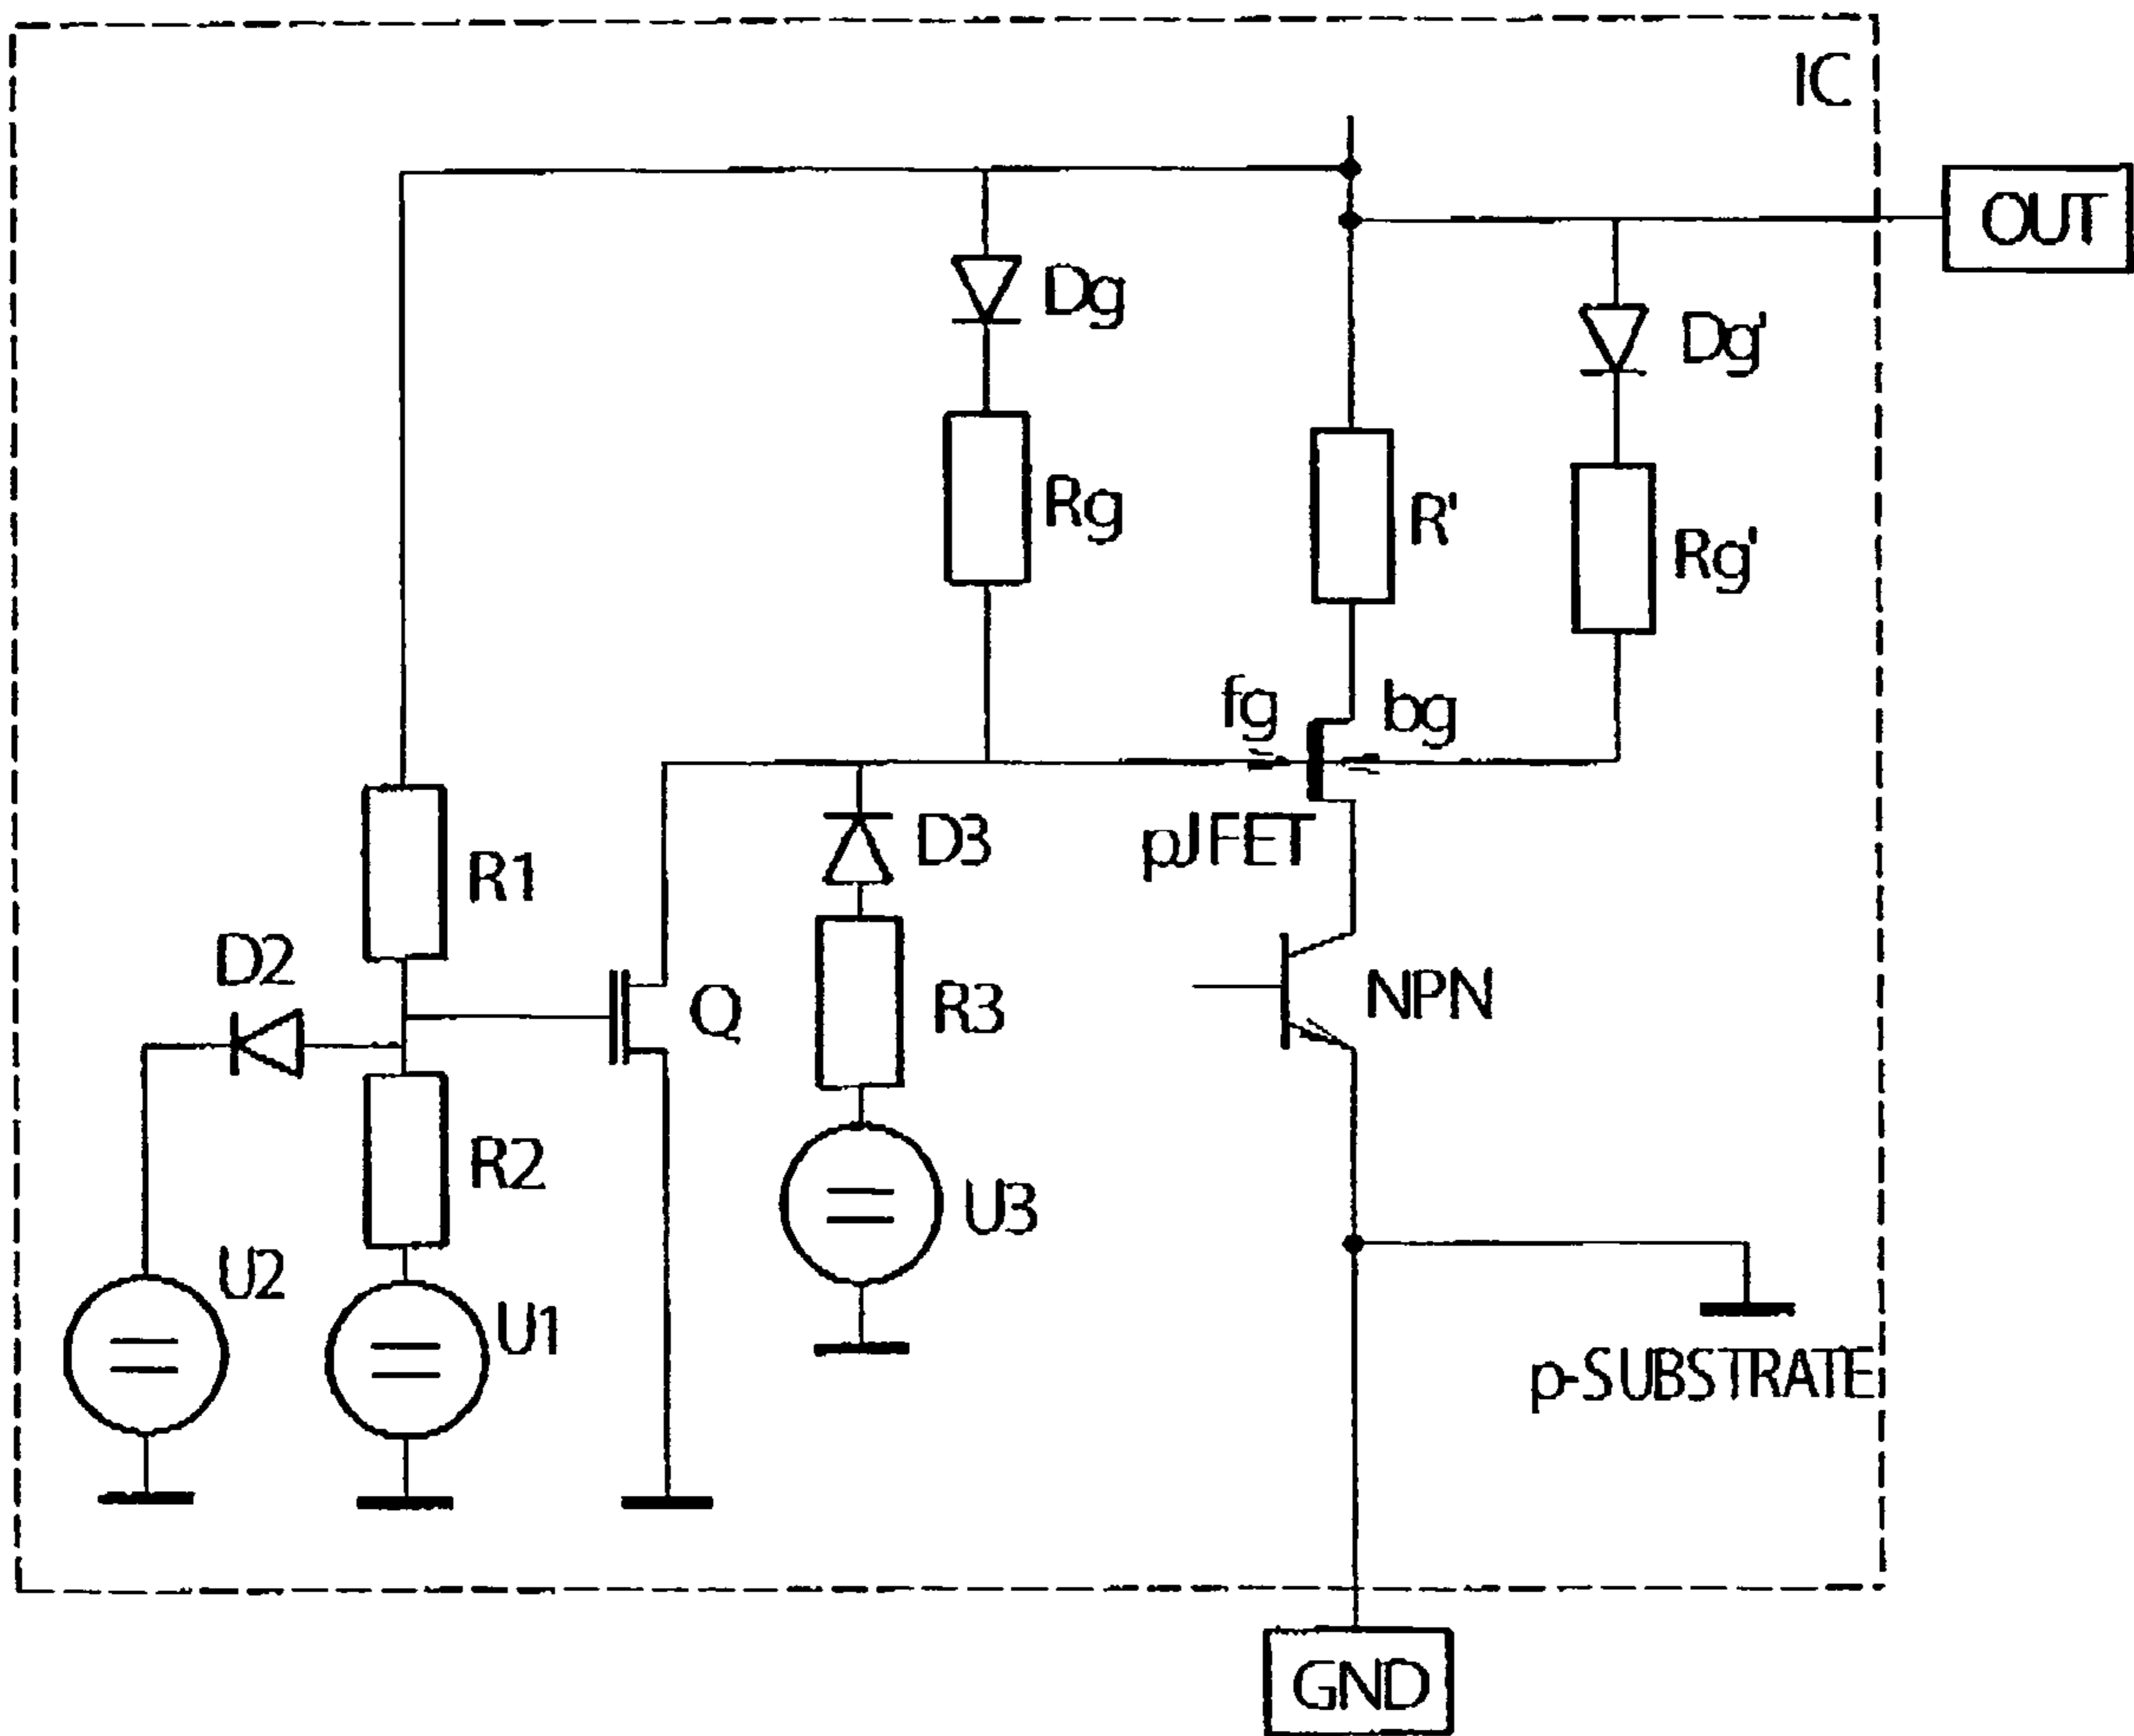 IC
OUT
Dg
Dg'
Rg
R'
Rg'
fg
bg
pJFET
D3
R1
D2
Q
R3
NPN
R2
U3
U2
U1
p-SUBSTRATE
GND